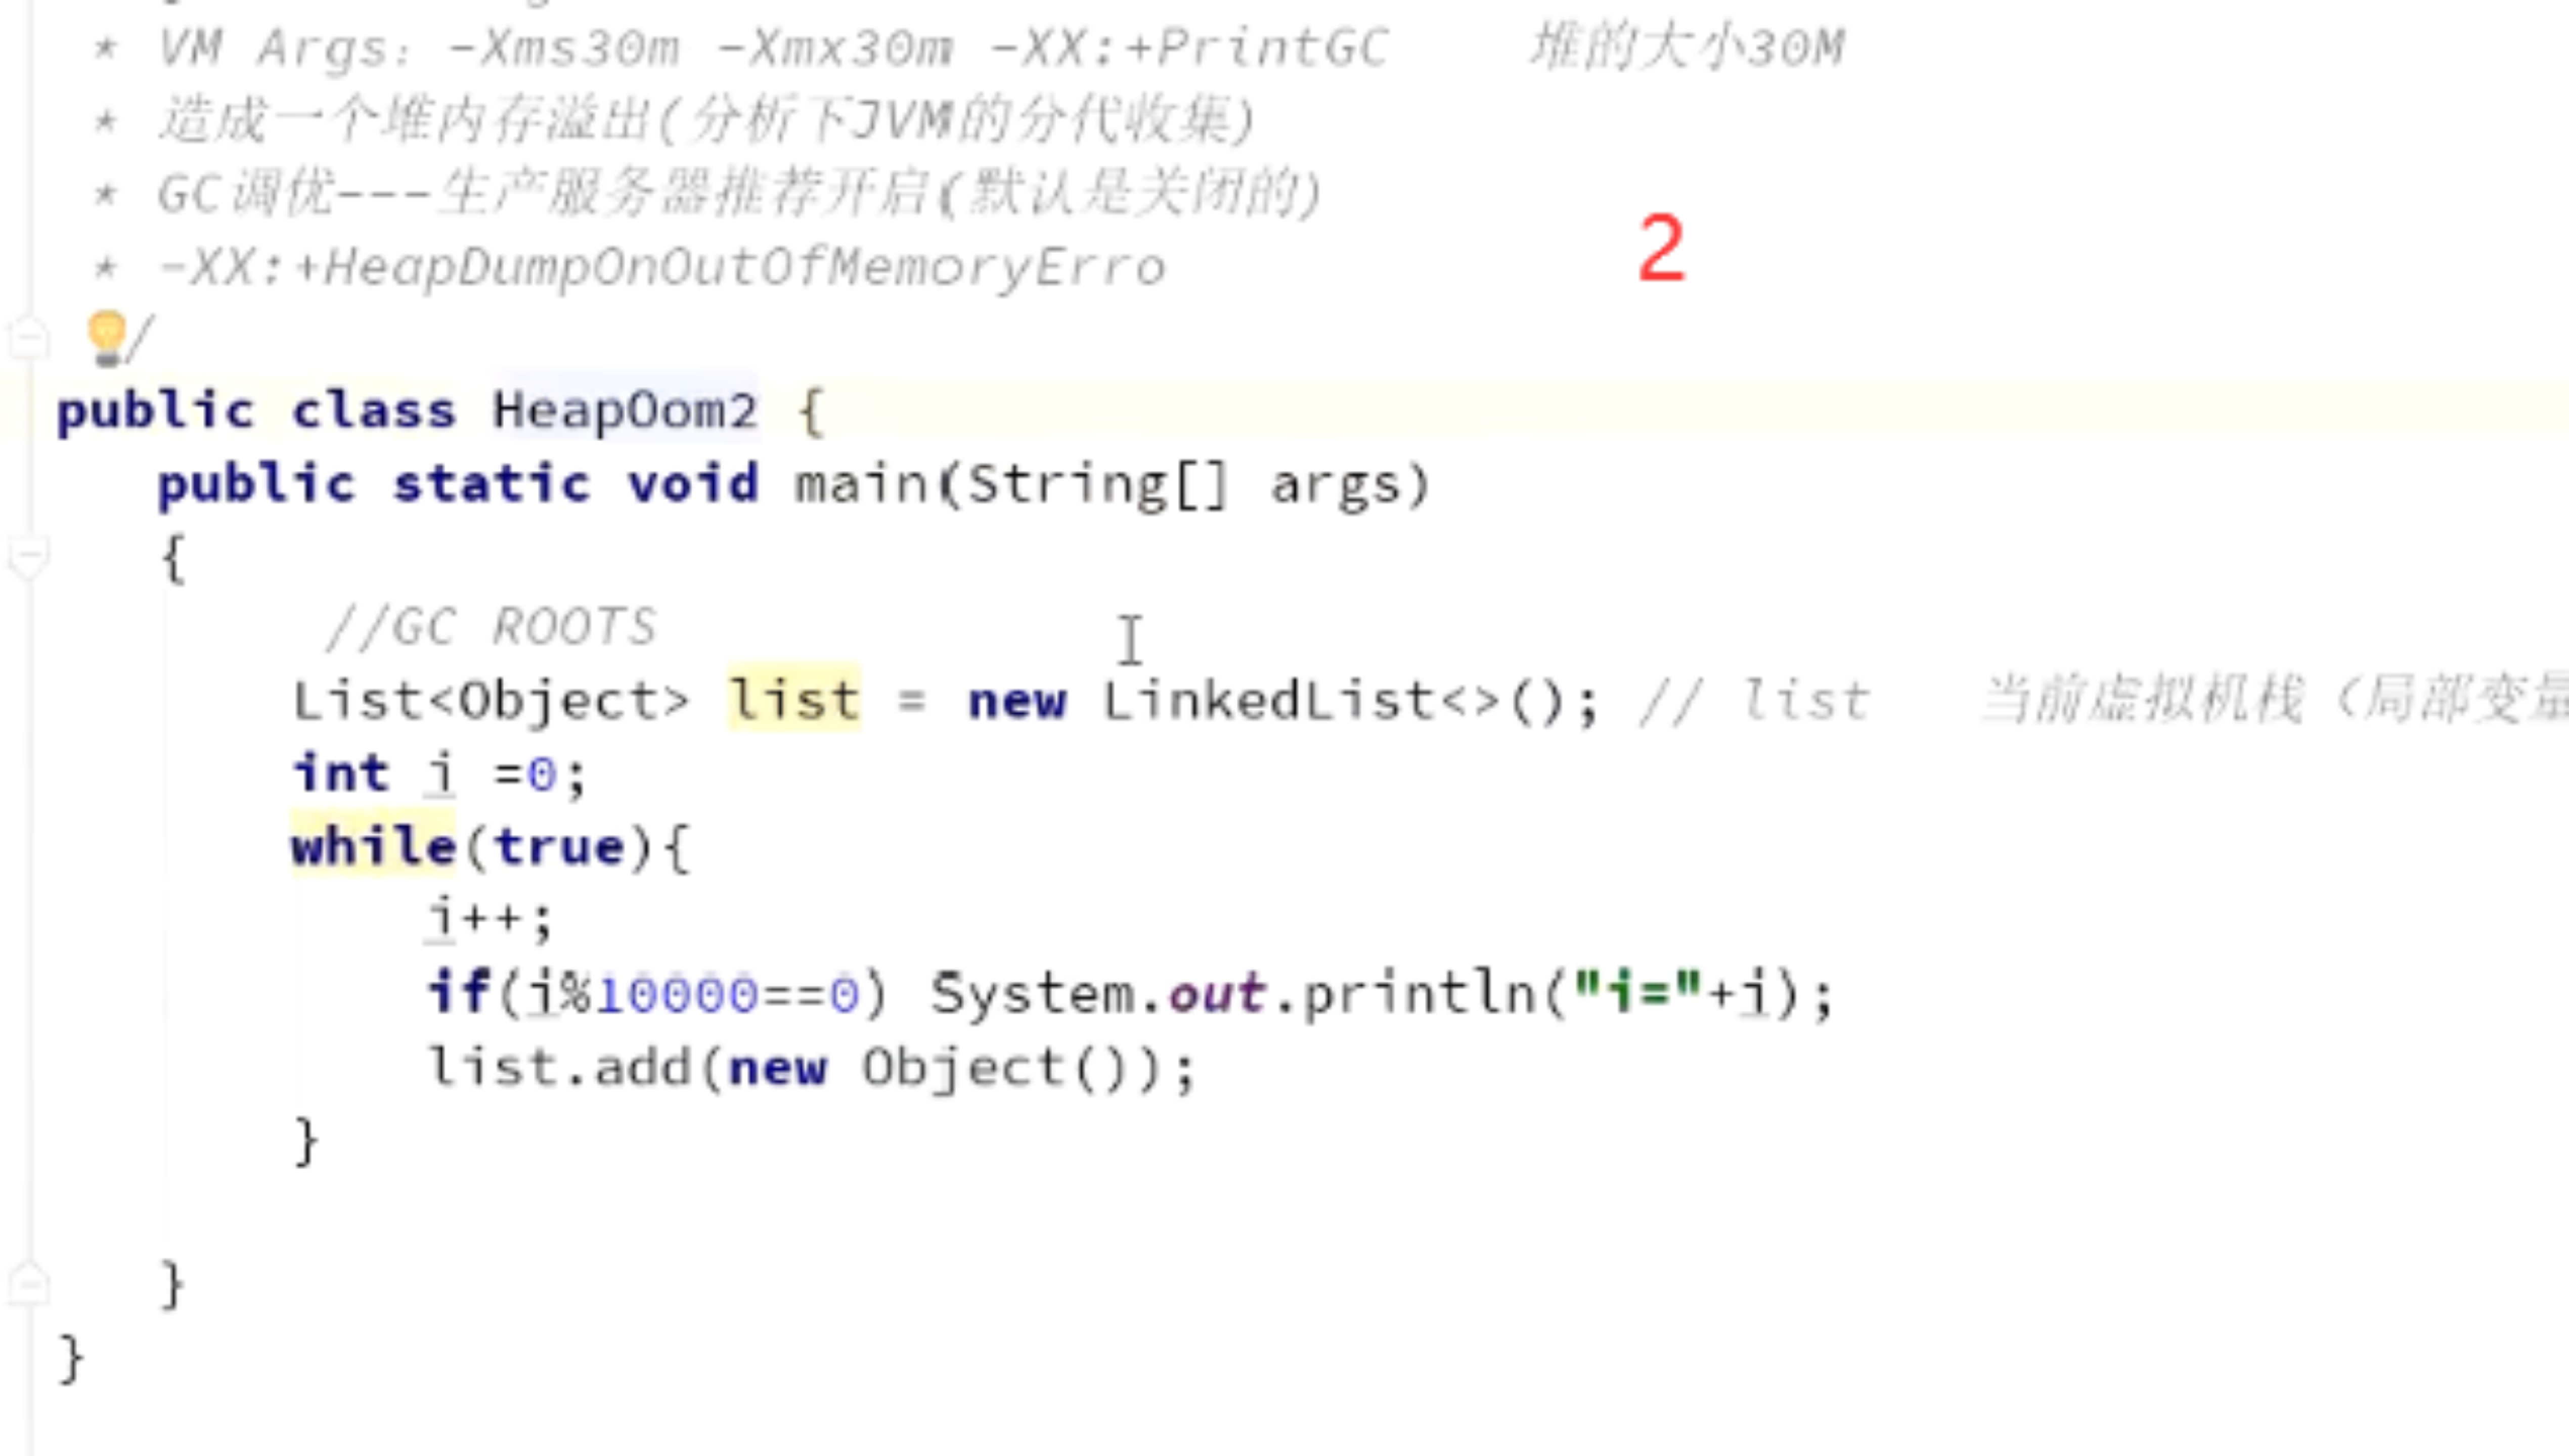 * VM Args: -Xms30m -Xmx30m -XX:+PrintGC 堆的大小30M
* 造成一个堆内存溢出(分析下JVM的分代收集)
* GC调优---生产服务器推荐开启(默认是关闭的)
* -XX:+HeapDumpOnOutOfMemoryErro
2
/
public class HeapOom2 {
public static void main(String[] args)
{
//GC ROOTS
List<Object> list = new LinkedList<>(); // list 当前虚拟机栈（局部变量
int i =0;
while(true){
i++;
if(i%10000==0) System.out.println("i="+i);
list.add(new Object());
}
}
}